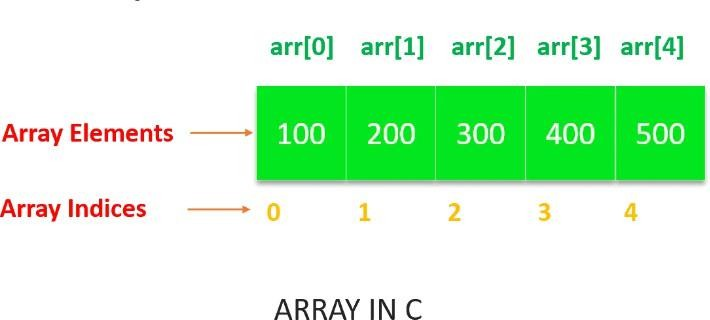 arr[0] arr[1] arr[2] arr[3] arr[4]
Array Elements 100 200 300 400 500
Array Indices 0 1 2 3 4
ARRAY IN C